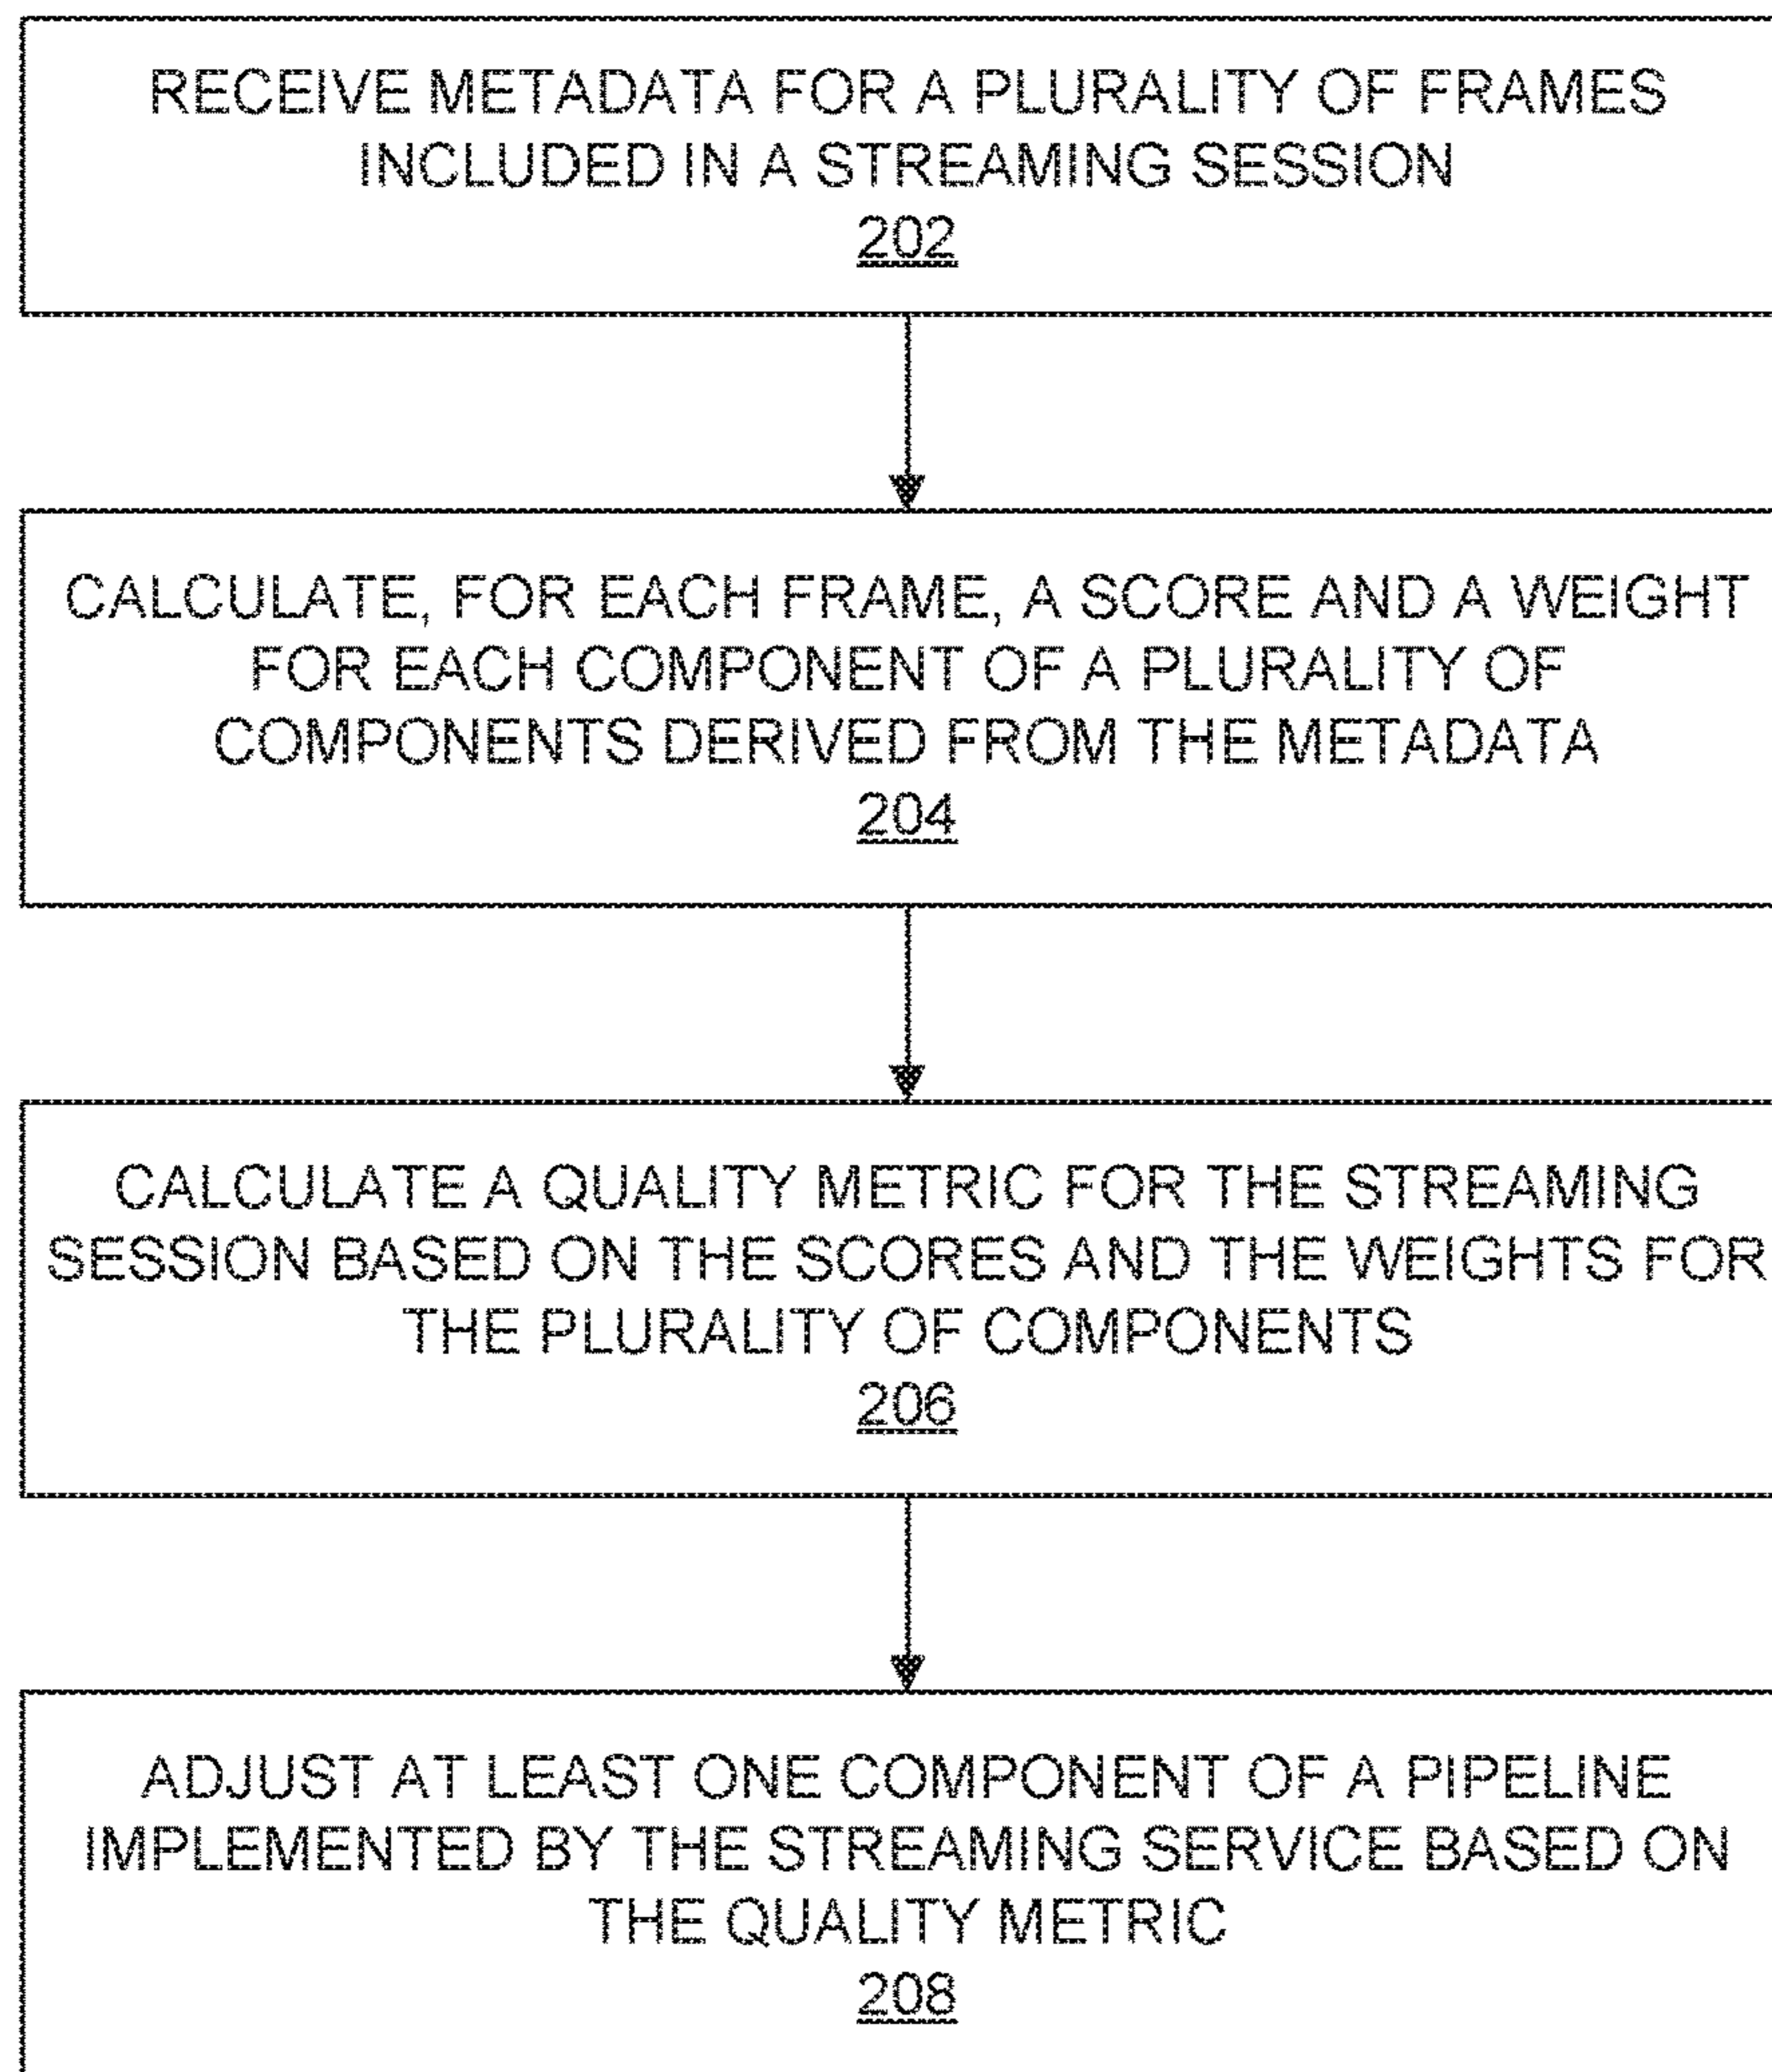 RECEIVE METADATA FOR A PLURALITY OF FRAMES
INCLUDED IN A STREAMING SESSION
202
CALCULATE, FOR EACH FRAME, A SCORE AND A WEIGHT
FOR EACH COMPONENT OF A PLURALITY OF
COMPONENTS DERIVED FROM THE METADATA
204
CALCULATE A QUALITY METRIC FOR THE STREAMING
SESSION BASED ON THE SCORES AND THE WEIGHTS FOR
THE PLURALITY OF COMPONENTS
206
ADJUST AT LEAST ONE COMPONENT OF A PIPELINE
IMPLEMENTED BY THE STREAMING SERVICE BASED ON
THE QUALITY METRIC
208